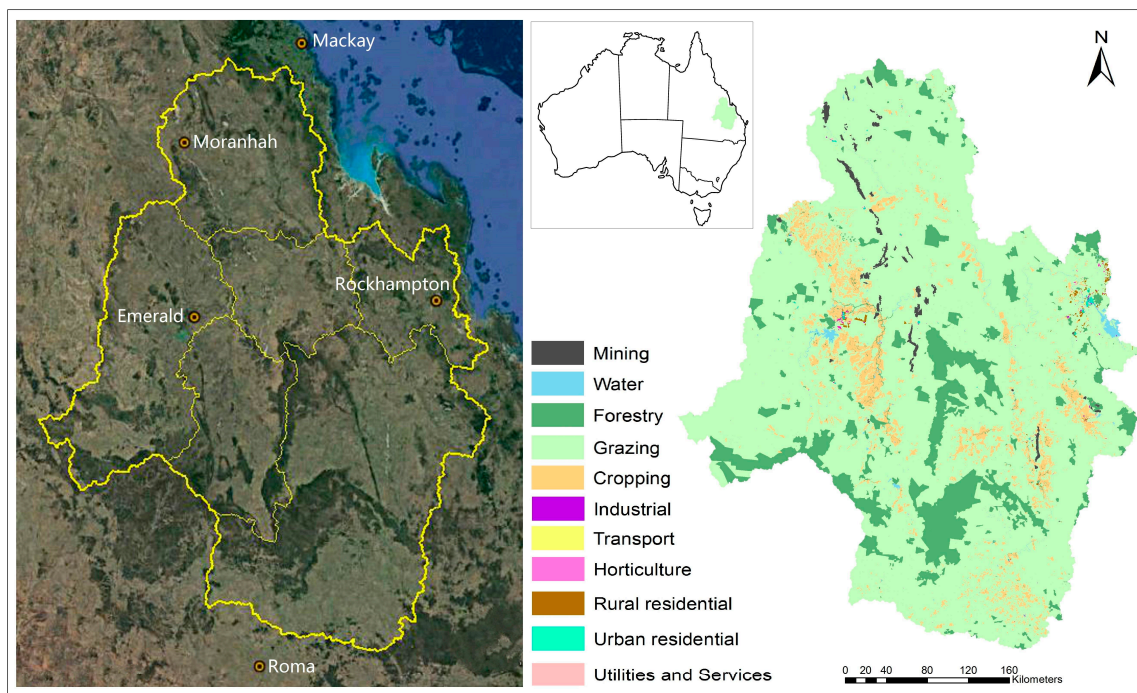 Mackay
Moranhah
Rockhampton
Emerald
Roma
Mining
Water
Forestry
Grazing
Cropping
Industrial
Transport
Horticulture
Rural residential
Urban residential
Utilities and Services
N
0 20 40 80 120 160
Kilometers